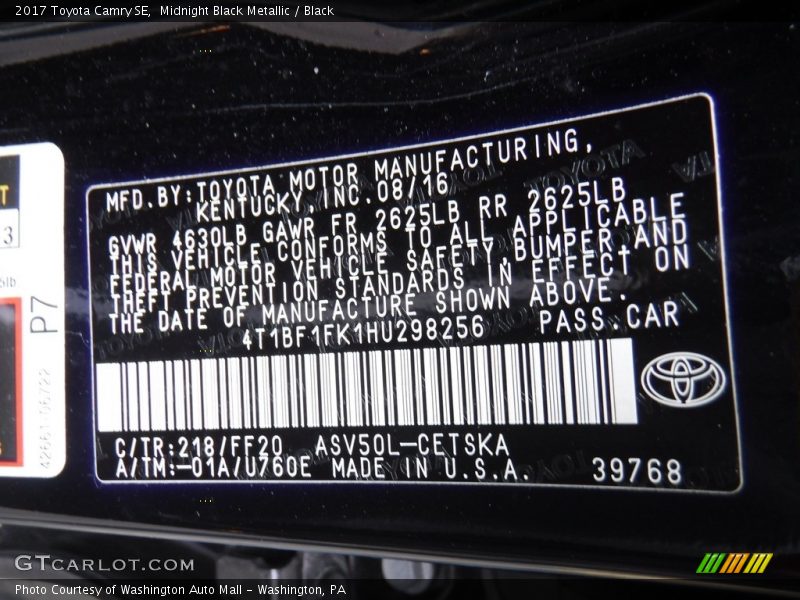 2017 Toyota Camry SE,  Midnight Black Metallic / Black
MFD.BY:TOYOTA MOTOR MANUFACTURING,
KENTUCKY,INC.08/16
GVWR 4630LB GAWR FR 2625LB RR 2625LB
THIS VEHICLE CONFORMS TO ALL APPLICABLE
FEDERAL MOTOR VEHICLE SAFETY,BUMPER AND
THEFT PREVENTION STANDARDS IN EFFECT ON
THE DATE OF MANUFACTURE SHOWN ABOVE.
4T1BF1FK1HU298256 PASS.CAR
C/TR:218/FF20 ASV50L-CETSKA
A/TM:-01A/U760E MADE IN U.S.A. 39768
P7
GTCARLOT.COM
Photo Courtesy of Washington Auto Mall - Washington, PA